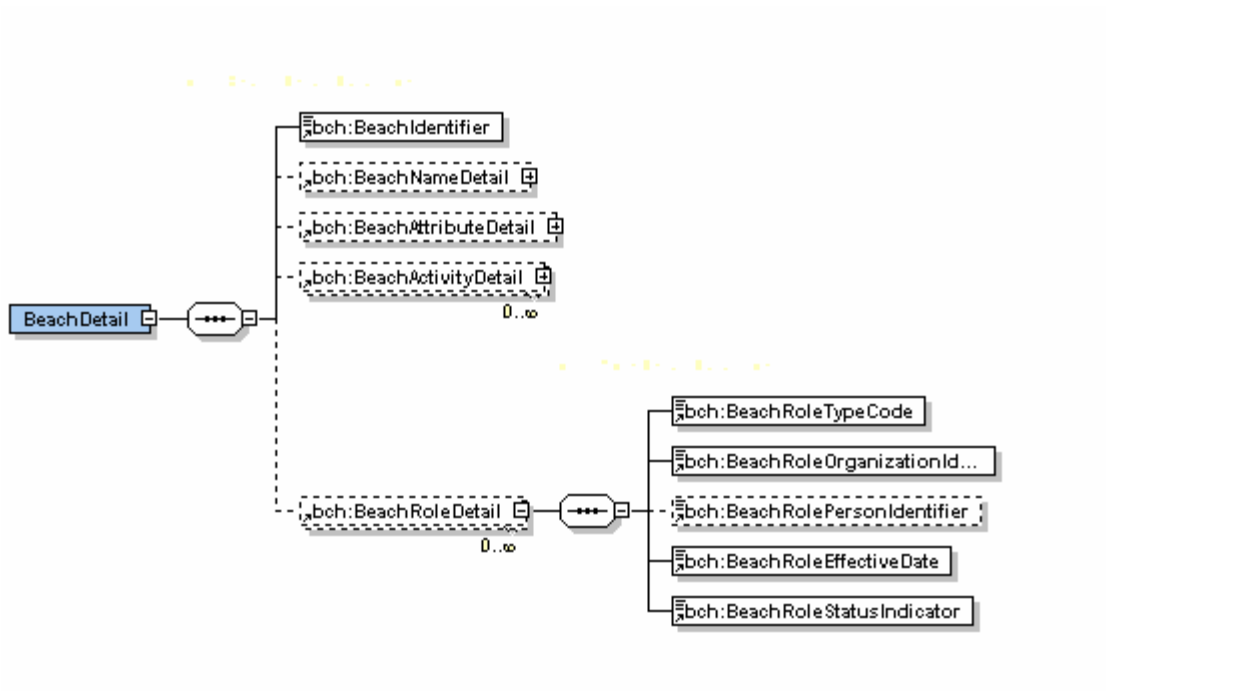 bch:BeachIdentifier
bch:BeachNameDetail
bch:BeachAttributeDetail
bch:BeachActivityDetail
0..∞
BeachDetail
bch:BeachRoleTypeCode
bch:BeachRoleOrganizationId...
bch:BeachRoleDetail
0..∞
bch:BeachRolePersonIdentifier
bch:BeachRoleEffectiveDate
bch:BeachRoleStatusIndicator